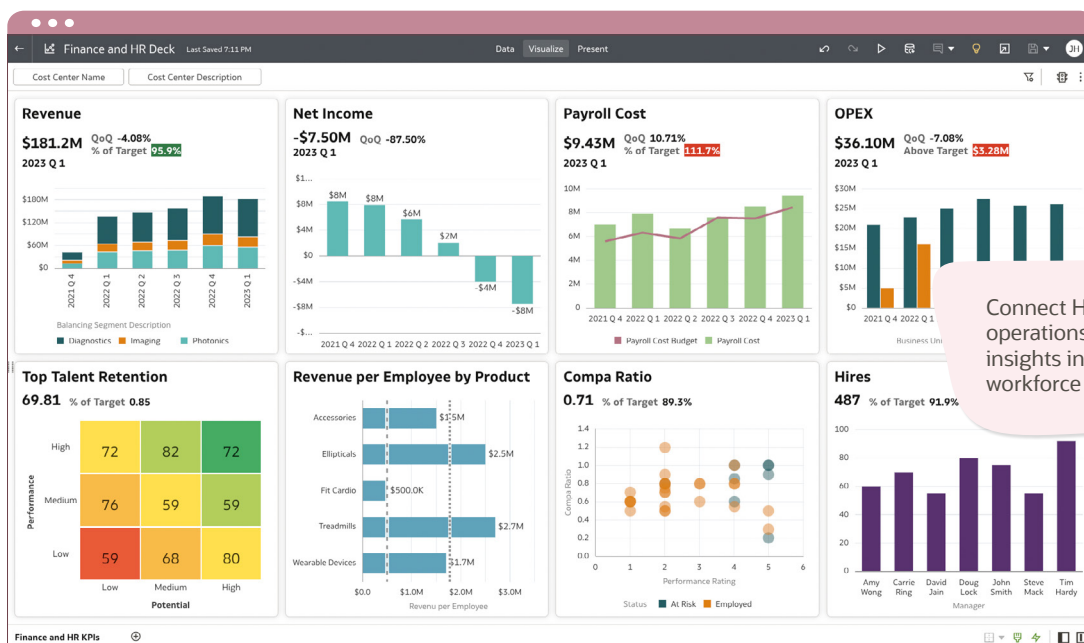 Finance and HR Deck Last Saved 7:11 PM Data Visualize Present JH
Cost Center Name Cost Center Description
Revenue
$181.2M QoQ -4.08%
% of Target 95.9%
2023 Q 1
$180M
$120M
$60M
$0
2021 Q 4 2022 Q 1 2022 Q 2 2022 Q 3 2022 Q 4 2023 Q 1
Balancing Segment Description
Diagnostics Imaging Photonics
Net Income
-$7.50M QoQ -87.50%
2023 Q 1
$1...
$8M
$4M
$0
-$4M
-$8M
-$...
$8M $8M $6M $2M -$4M -$8M
2021 Q 4 2022 Q 1 2022 Q 2 2022 Q 3 2022 Q 4 2023 Q 1
Payroll Cost
$9.43M QoQ 10.71%
% of Target 111.7%
2023 Q 1
10M
8M
6M
4M
2M
0
2021 Q 4 2022 Q 1 2022 Q 2 2022 Q 3 2022 Q 4 2023 Q 1
Payroll Cost Budget Payroll Cost
OPEX
$36.10M QoQ -7.08%
Above Target $3.28M
2023 Q 1
$30M
$25M
$20M
$15M
$10M
$5M
$0
2021 Q 4 2022 Q 1
Business Uni
Connect H
operations
insights in
workforce
Top Talent Retention
69.81 % of Target 0.85
Performance
High 72 82 72
Medium 76 59 59
Low 59 68 80
Low Medium High
Potential
Revenue per Employee by Product
Accessories $1.5M
Ellipticals $2.5M
Fit Cardio $500.0K
Treadmills $2.7M
Wearable Devices $1.7M
$0.0 $1.0M $2.0M $3.0M
Revenu per Employee
Compa Ratio
0.71 % of Target 89.3%
Compa Ratio
1.4
1.2
1.0
0.8
0.6
0.4
0.2
0.0
0 1 2 3 4 5 6
Performance Rating
Status At Risk Employed
Hires
487 % of Target 91.9%
100
80
60
40
20
0
Amy Wong Carrie Ring David Jain Doug Lock John Smith Steve Mack Tim Hardy
Manager
Finance and HR KPIs